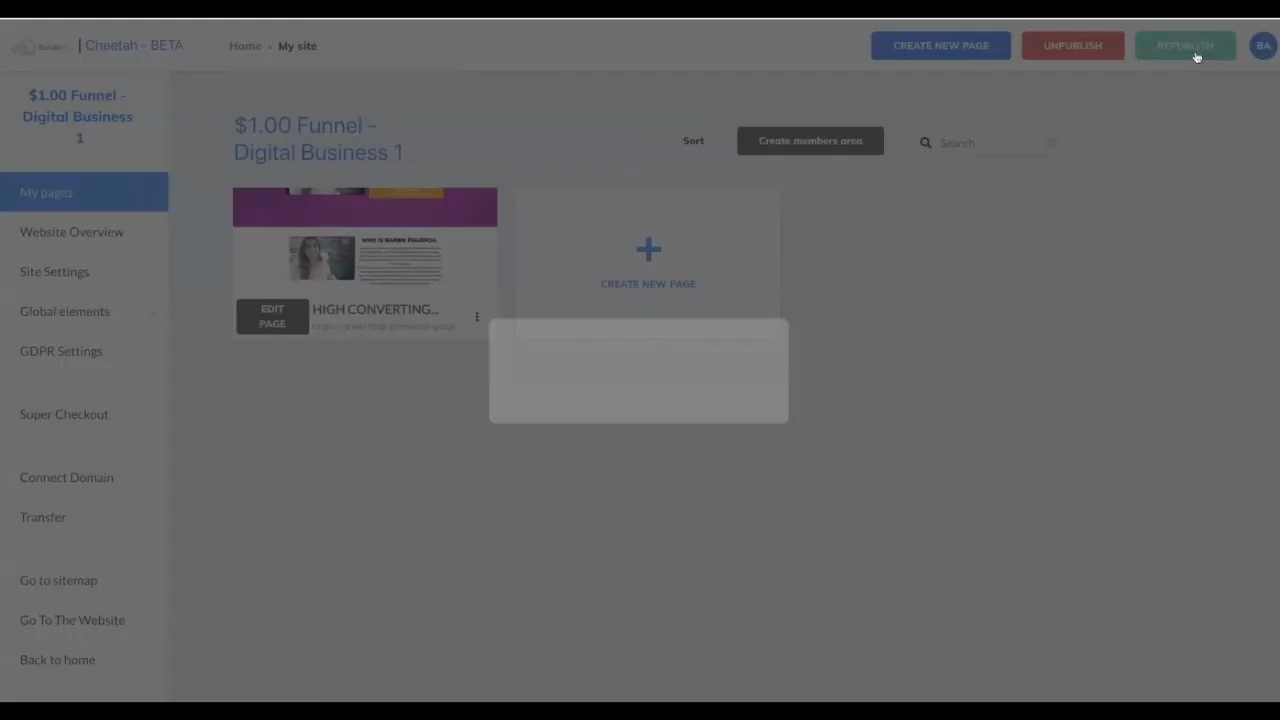 Cheetah - BETA
Home › My site
CREATE NEW PAGE
UNPUBLISH
REPUBLISH
BA
$1.00 Funnel -
Digital Business
1
My pages
Website Overview
Site Settings
Global elements
GDPR Settings
Super Checkout
Connect Domain
Transfer
Go to sitemap
Go To The Website
Back to home
$1.00 Funnel -
Digital Business 1
Sort
Create members area
Search
WHO IS BARBIE FIGUEROA
EDIT
PAGE
HIGH CONVERTING...
CREATE NEW PAGE